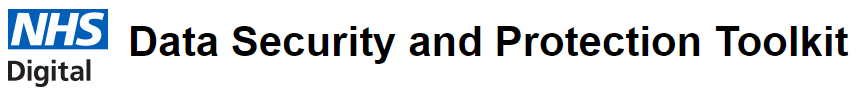 NHS
Digital
Data Security and Protection Toolkit